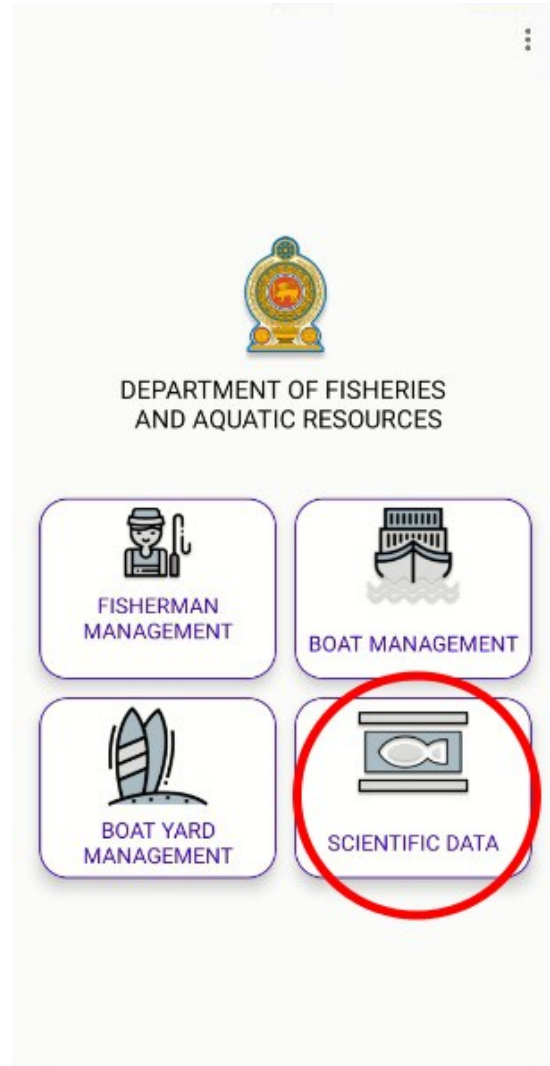 DEPARTMENT OF FISHERIES
AND AQUATIC RESOURCES
FISHERMAN
MANAGEMENT
BOAT MANAGEMENT
BOAT YARD
MANAGEMENT
SCIENTIFIC DATA